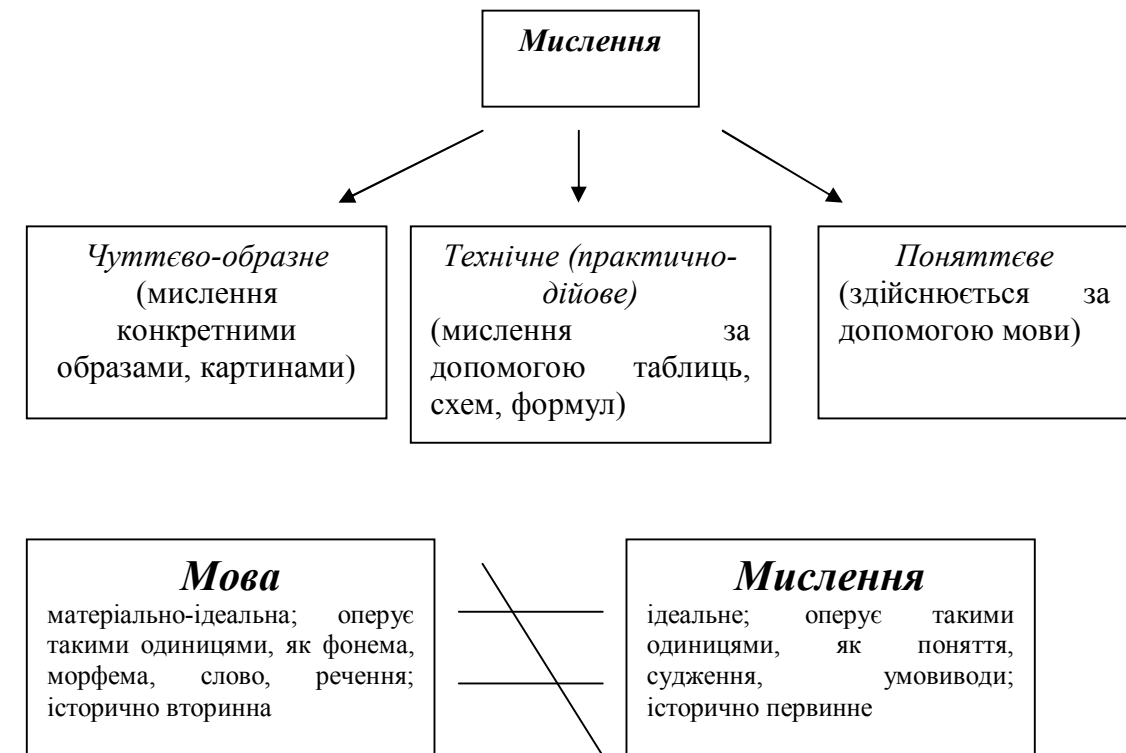 Мислення
Чуттєво-образне
(мислення
конкретними
образами, картинами)
Технічне (практично-
дійове)
(мислення за
допомогою таблиць,
схем, формул)
Поняттєве
(здійснюється за
допомогою мови)
Мова
матеріально-ідеальна; оперує
такими одиницями, як фонема,
морфема, слово, речення;
історично вторинна
Мислення
ідеальне; оперує такими
одиницями, як поняття,
судження, умовиводи;
історично первинне